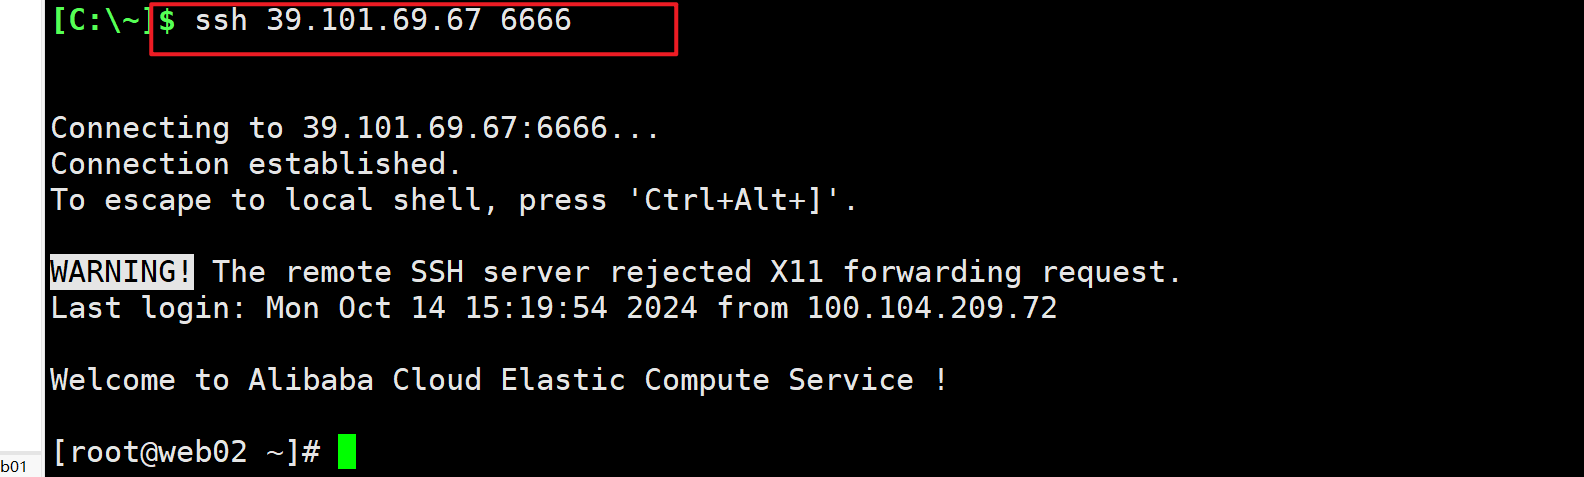 [C:\~]$ ssh 39.101.69.67 6666
Connecting to 39.101.69.67:6666...
Connection established.
To escape to local shell, press 'Ctrl+Alt+]'.
WARNING! The remote SSH server rejected X11 forwarding request.
Last login: Mon Oct 14 15:19:54 2024 from 100.104.209.72
Welcome to Alibaba Cloud Elastic Compute Service !
[root@web02 ~]#
b01